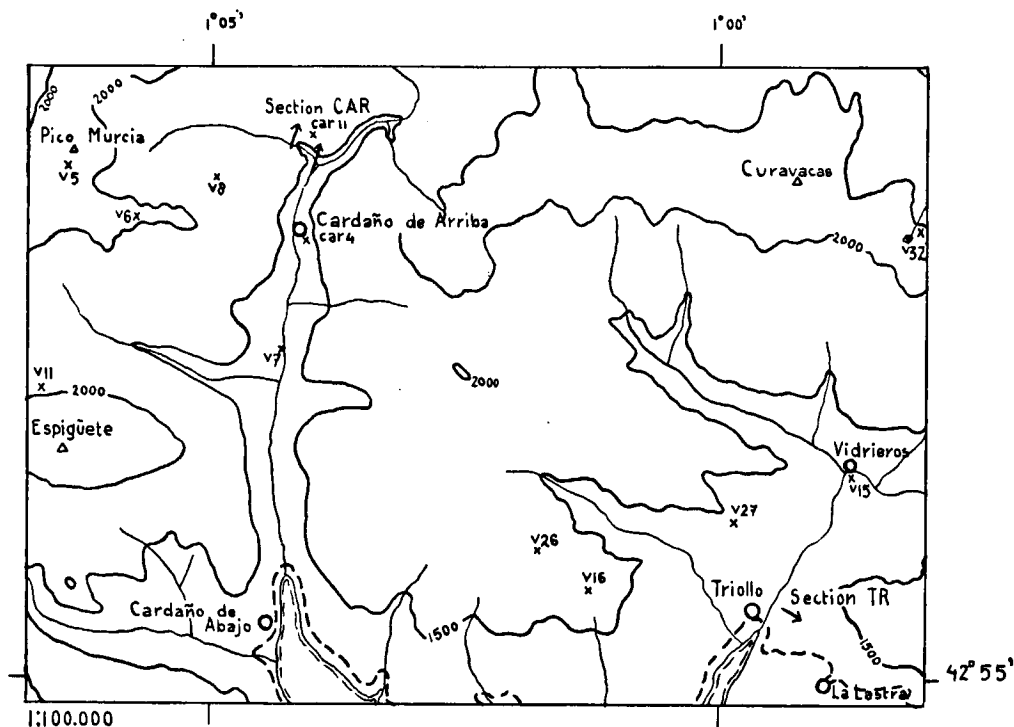 1°05'
1°00'
2000
2000
Section CAR
car 11
Pico Murcia
v5
v8
v6
Curavacas
Cardaño de Arriba
car4
2000
v32
v7
v11
2000
2000
Espigüete
Vidrieros
v15
v27
v26
v16
Triollo
Section TR
Cardaño de
Abajo
1500
1500
La Lastra
42°55'
1:100.000